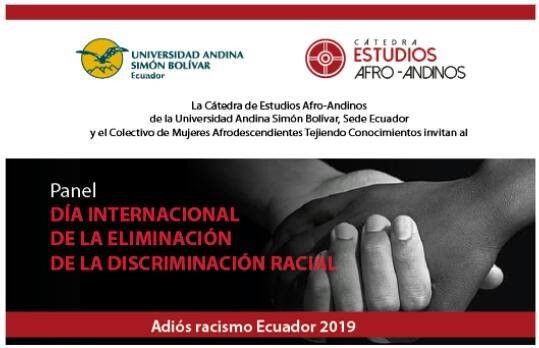 UNIVERSIDAD ANDINA
SIMÓN BOLÍVAR
Ecuador
CÁTEDRA
ESTUDIOS
AFRO-ANDINOS
La Cátedra de Estudios Afro-Andinos
de la Universidad Andina Simón Bolívar, Sede Ecuador
y el Colectivo de Mujeres Afrodescendientes Tejiendo Conocimientos invitan al
Panel
DÍA INTERNACIONAL
DE LA ELIMINACIÓN
DE LA DISCRIMINACIÓN RACIAL
Adiós racismo Ecuador 2019